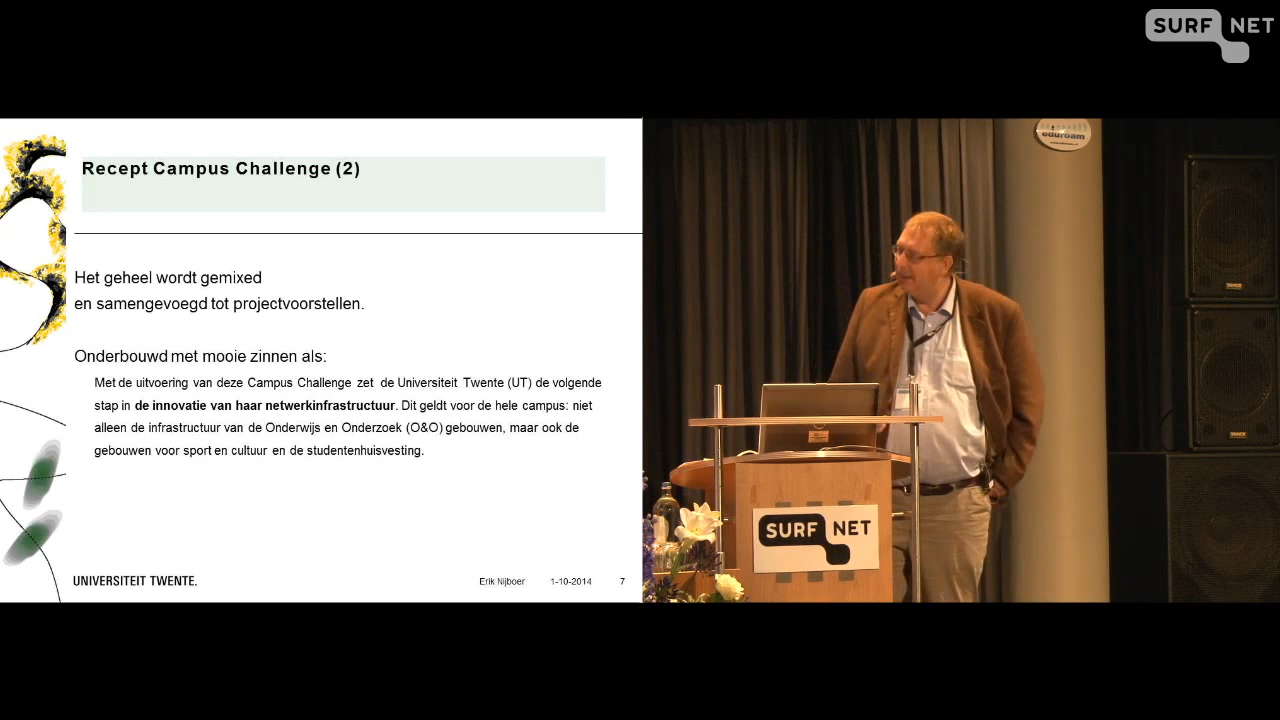 SURF NET
Recept Campus Challenge (2)
Het geheel wordt gemixed
en samengevoegd tot projectvoorstellen.
Onderbouwd met mooie zinnen als:
Met de uitvoering van deze Campus Challenge zet de Universiteit Twente (UT) de volgende
stap in de innovatie van haar netwerkinfrastructuur. Dit geldt voor de hele campus: niet
alleen de infrastructuur van de Onderwijs en Onderzoek (O&O) gebouwen, maar ook de
gebouwen voor sport en cultuur en de studentenhuisvesting.
UNIVERSITEIT TWENTE.
Erik Nijboer 1-10-2014 7
eduroam
SURF NET